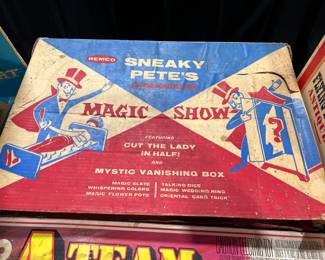 REMCO
SNEAKY
PETE'S
MAGIC SHOW
FEATURING
CUT THE LADY
IN HALF!
AND
MYSTIC VANISHING BOX
MAGIC SLATE
WHISPERING COLORS
MAGIC FLOWER POTS
TALKING DICE
MAGIC WEDDING RING
ORIENTAL CARD TRICK
?
A-TEAM